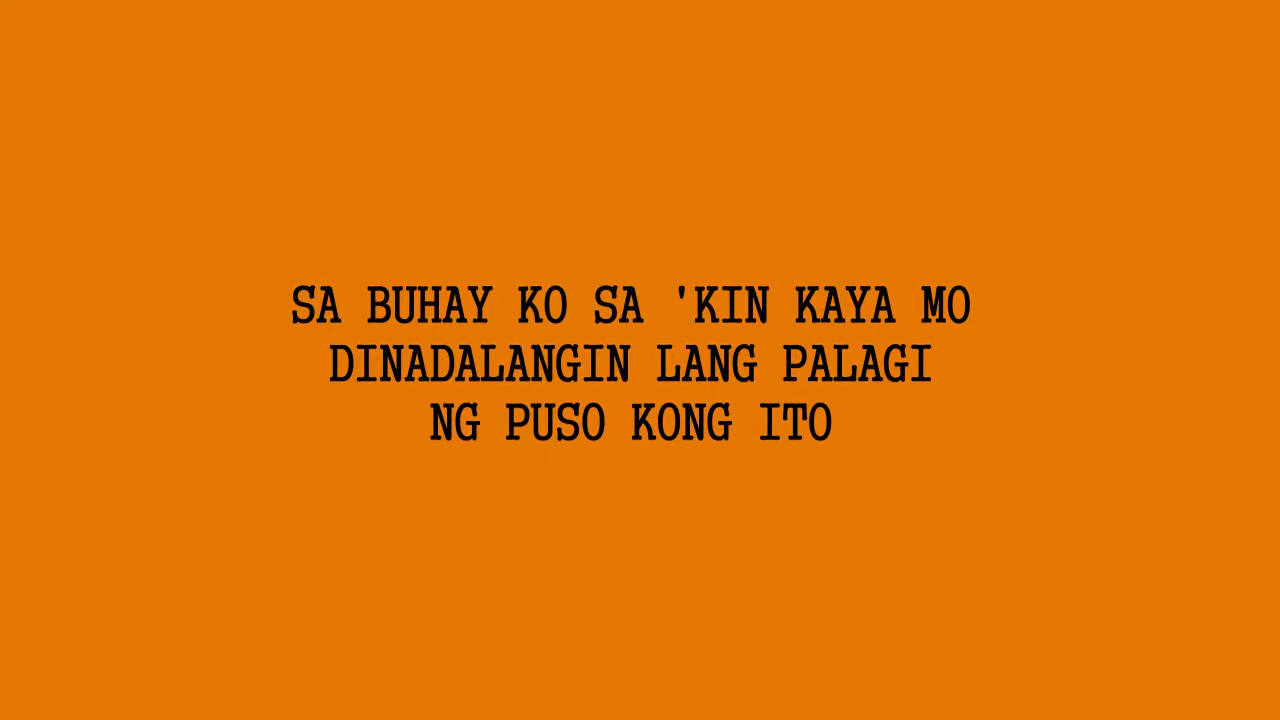 SA BUHAY KO SA 'KIN KAYA MO
DINADALANGIN LANG PALAGI
NG PUSO KONG ITO